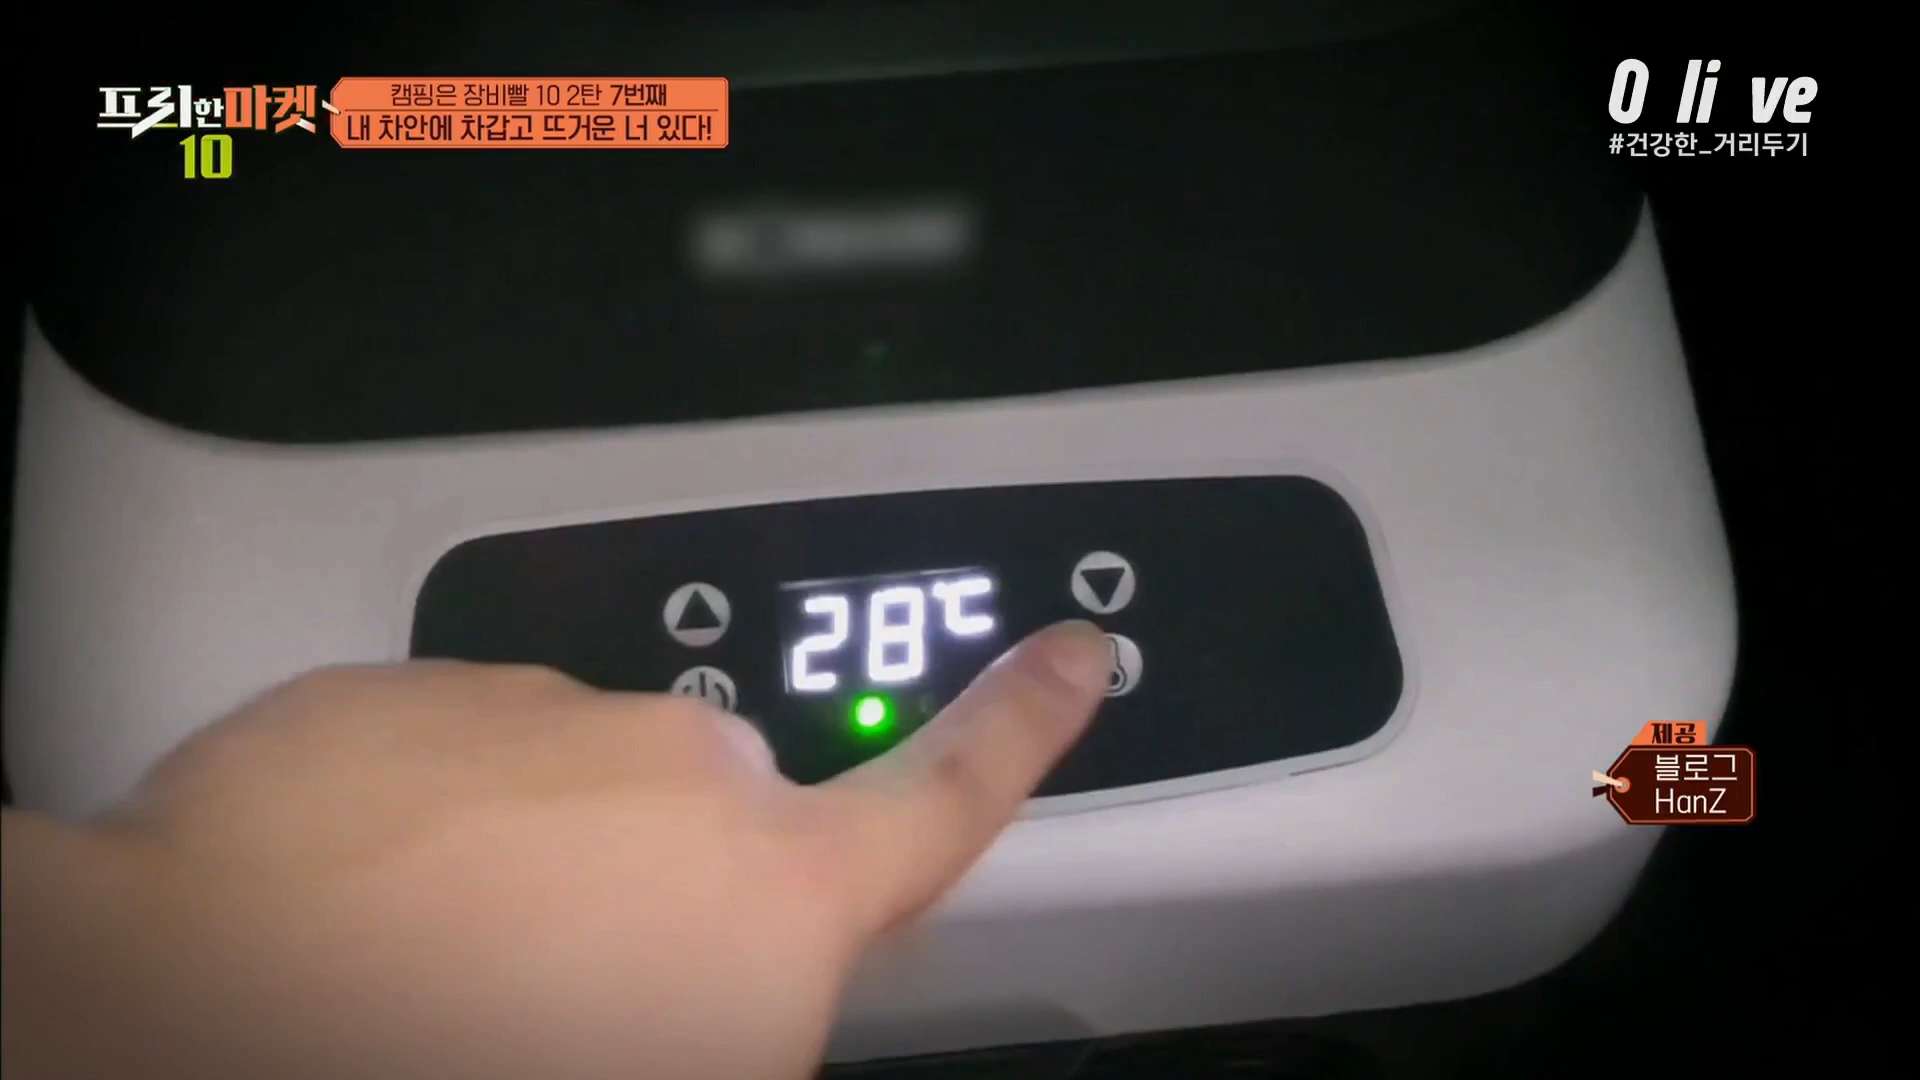 프리한마켓
10
캠핑은 장비빨 10 2탄 7번째
내 차안에 차갑고 뜨거운 너 있다!
O li ve
#건강한_거리두기
28℃
제공
블로그
HanZ